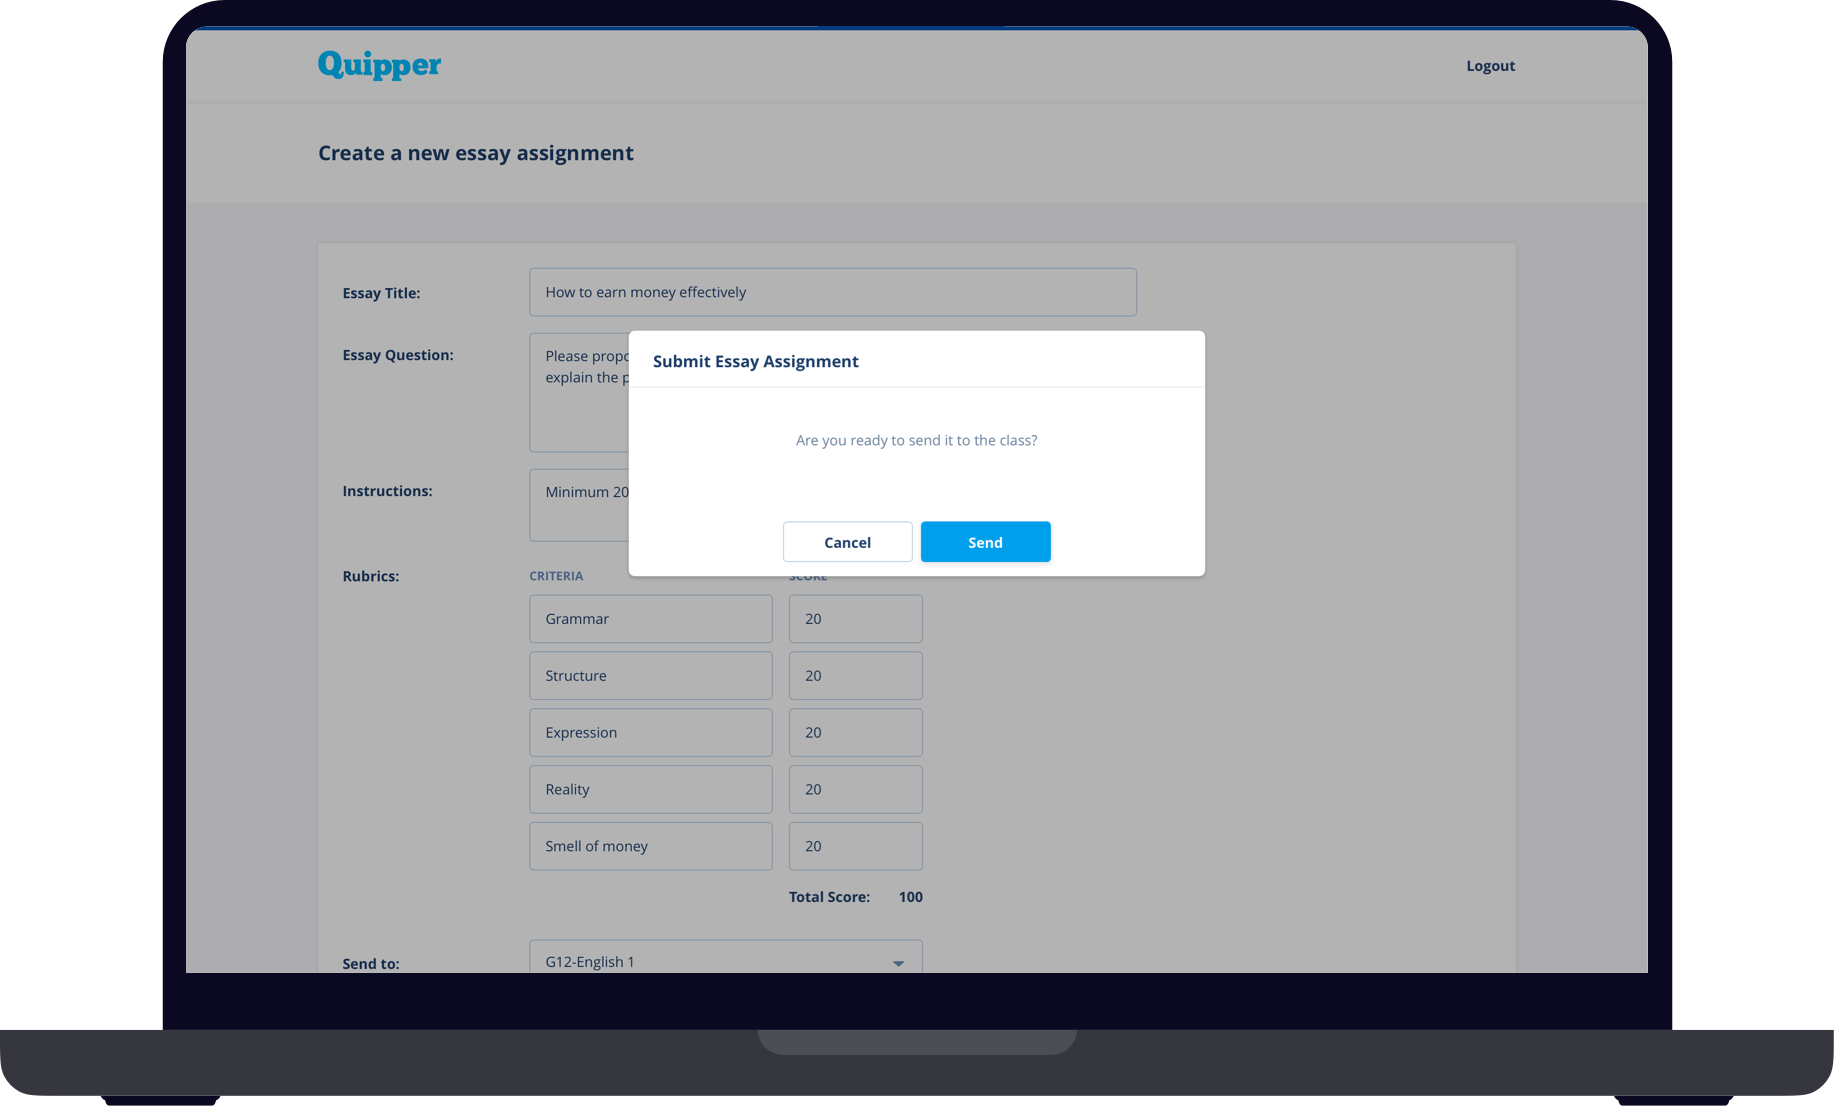 Quipper
Logout
Create a new essay assignment
Essay Title:
How to earn money effectively
Essay Question:
Please propo
explain the p
Submit Essay Assignment
Are you ready to send it to the class?
Cancel
Send
Instructions:
Minimum 20
Rubrics:
CRITERIA
SCORE
Grammar
20
Structure
20
Expression
20
Reality
20
Smell of money
20
Total Score: 100
Send to:
G12-English 1